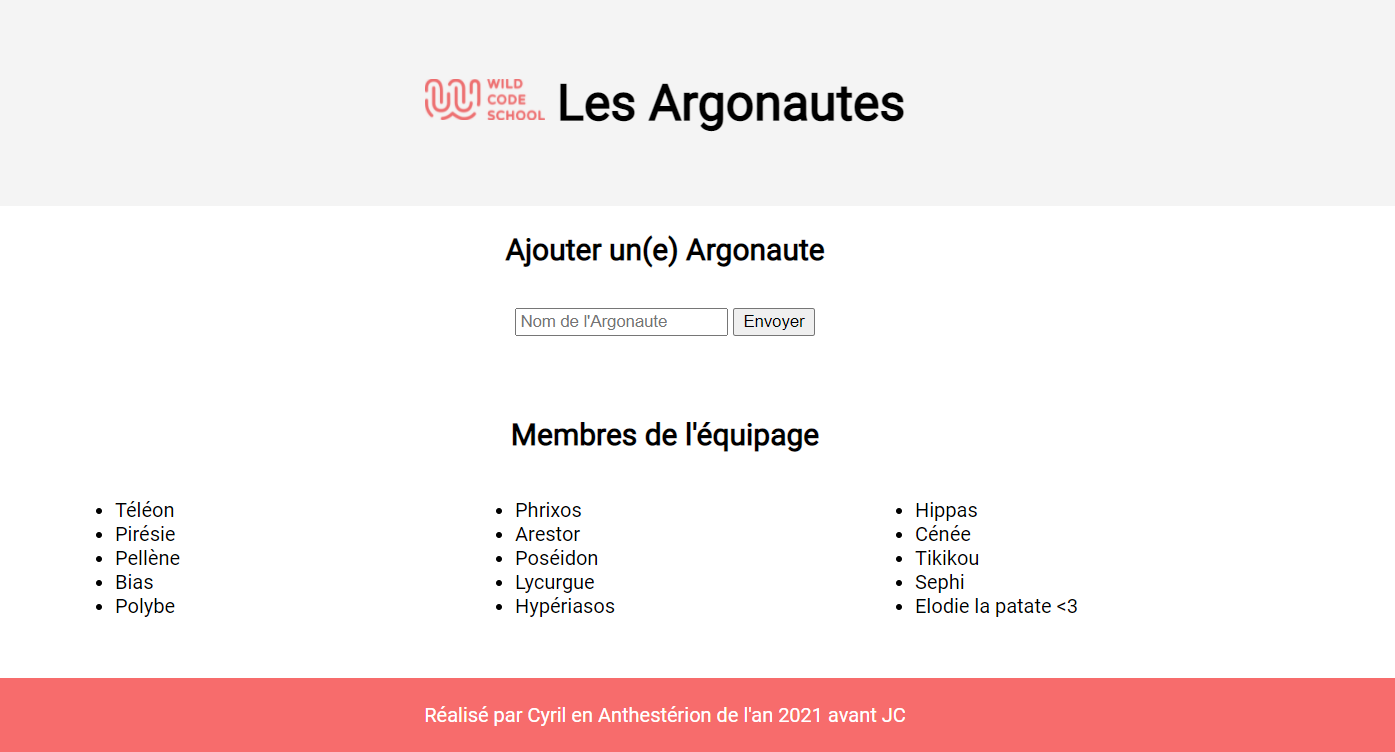 WILD
CODE
SCHOOL
Les Argonautes
Ajouter un(e) Argonaute
Nom de l'Argonaute
Envoyer
Membres de l'équipage
Téléon
Pirésie
Pellène
Bias
Polybe
Phrixos
Arestor
Poséidon
Lycurgue
Hypériasos
Hippas
Cénée
Tikikou
Sephi
Elodie la patate <3
Réalisé par Cyril en Anthestérion de l'an 2021 avant JC